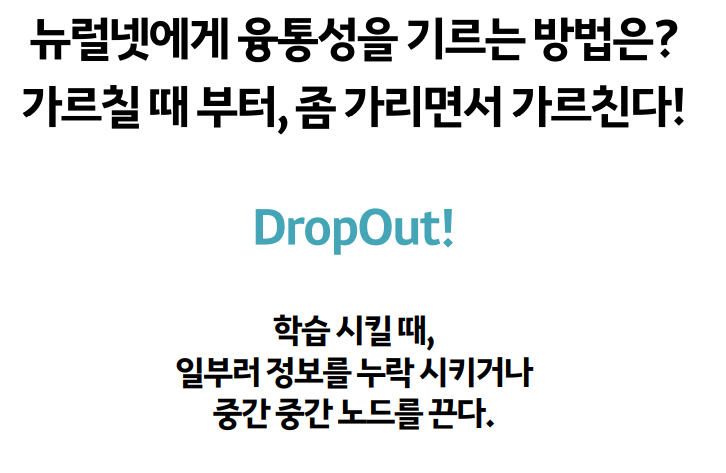 뉴럴넷에게 융통성을 기르는 방법은?
가르칠 때 부터, 좀 가리면서 가르친다!
DropOut!
학습 시킬 때,
일부러 정보를 누락 시키거나
중간 중간 노드를 끈다.